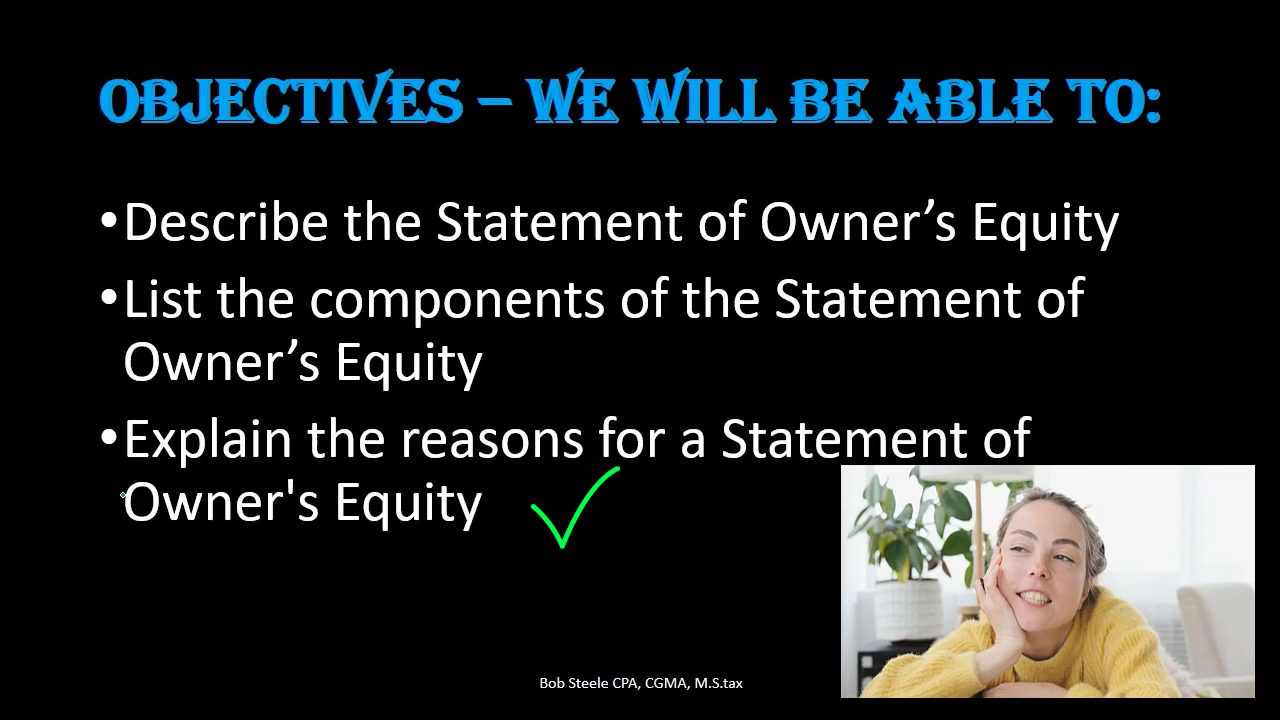 OBJECTIVES – WE WILL BE ABLE TO:
•Describe the Statement of Owner’s Equity
•List the components of the Statement of
Owner’s Equity
•Explain the reasons for a Statement of
Owner's Equity
Bob Steele CPA, CGMA, M.S.tax